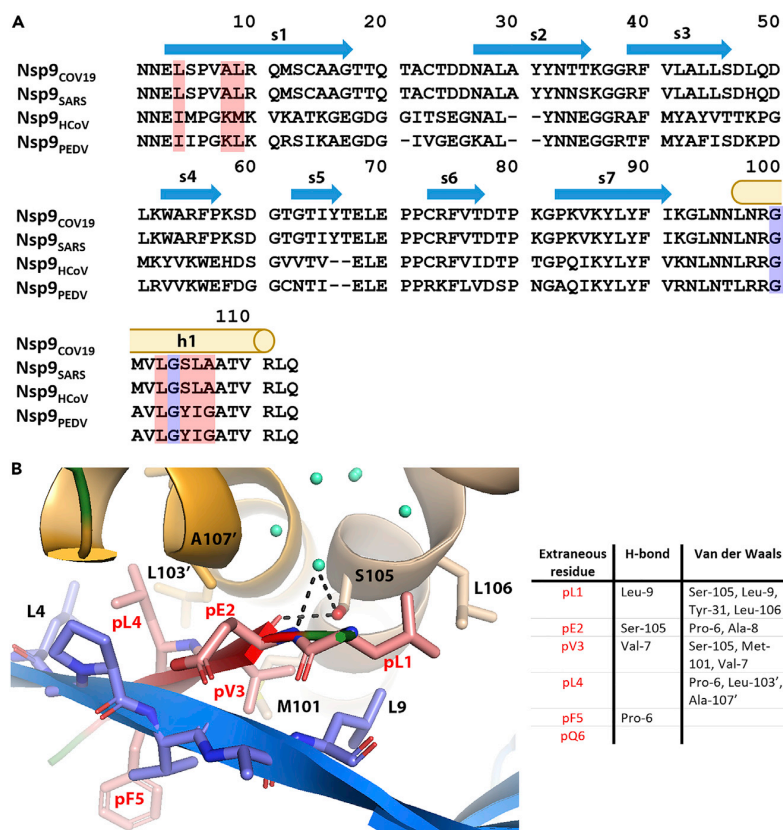 A
10 20 30 40 50
s1 s2 s3
Nsp9COV19 NNELSPVALR QMSCAAGTTQ TACTDDNALA YYNTTKGGRF VLALLSDLQD
Nsp9SARS NNELSPVALR QMSCAAGTTQ TACTDDNALA YYNNSKGGRF VLALLSDHQD
Nsp9HCoV NNEIMPGKMK VKATKGEGDG GITSEGNAL- -YNNEGGRAF MYAYVTTKPG
Nsp9PEDV NNEIIPGKLK QRSIKAEGDG -IVGEGKAL- -YNNEGGRTF MYAFISDKPD
60 70 80 90 100
s4 s5 s6 s7
Nsp9COV19 LKWARFPKSD GTGTIYTELE PPCRFVTDTP KGPKVKYLYF IKGLNNLNRG
Nsp9SARS LKWARFPKSD GTGTIYTELE PPCRFVTDTP KGPKVKYLYF IKGLNNLNRG
Nsp9HCoV MKYVKWEHDS GVVTV--ELE PPCRFVIDTP TGPQIKYLYF VKNLNNLRRG
Nsp9PEDV LRVVKWEFDG GCNTI--ELE PPRKFLVDSP NGAQIKYLYF VRNLNTLRRG
110
h1
Nsp9COV19 MVLGSLAATV RLQ
Nsp9SARS MVLGSLAATV RLQ
Nsp9HCoV AVLGYIGATV RLQ
Nsp9PEDV AVLGYIGATV RLQ
B
A107′
L103′
S105
L106
L4
pL4
pE2
pL1
pV3
M101
L9
pF5
Extraneous residue H-bond Van der Waals
pL1 Leu-9 Ser-105, Leu-9,
Tyr-31, Leu-106
pE2 Ser-105 Pro-6, Ala-8
pV3 Val-7 Ser-105, Met-
101, Val-7
pL4 Pro-6, Leu-103′,
Ala-107′
pF5 Pro-6
pQ6